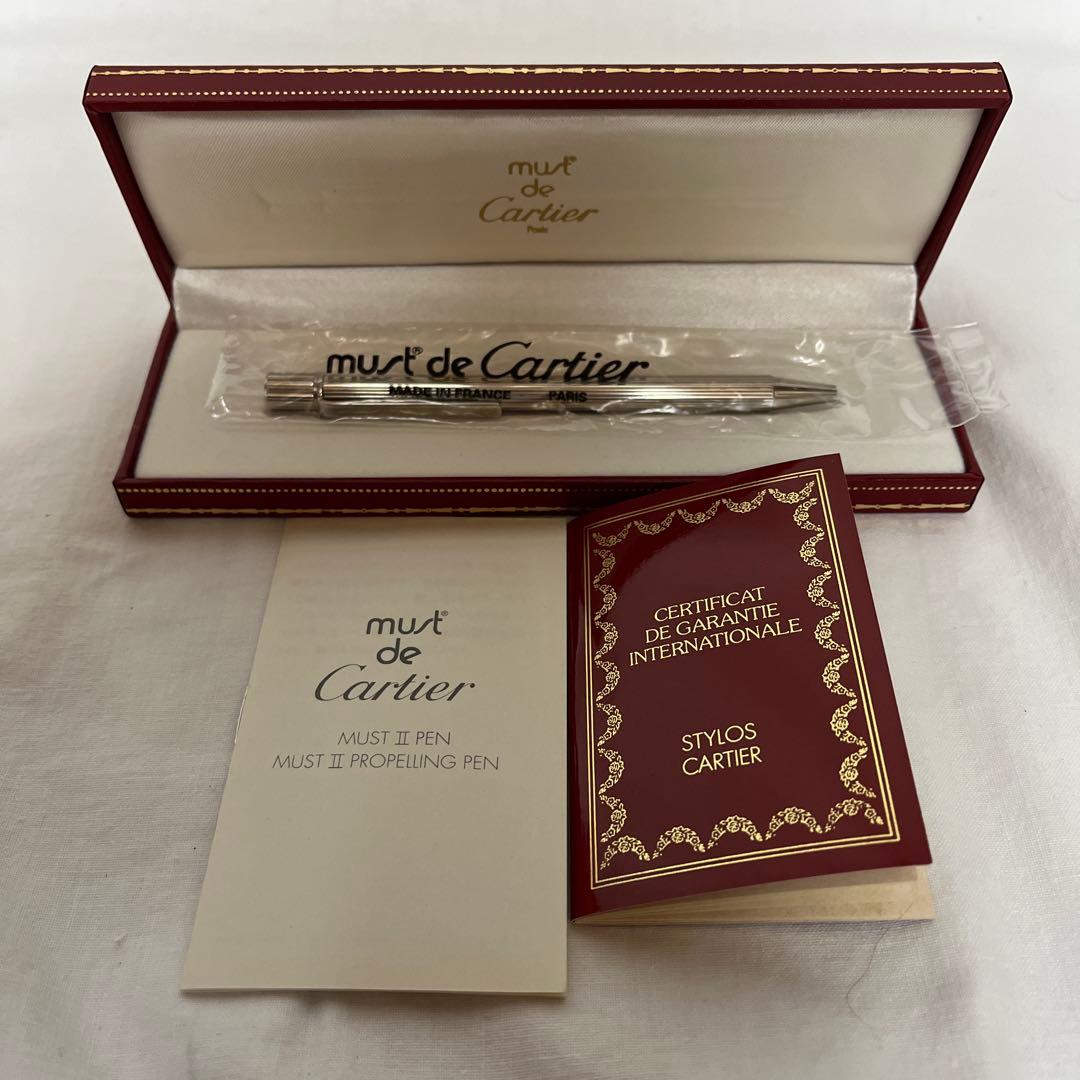 must®
de
Cartier
Paris
must® de Cartier
MADE IN FRANCE PARIS
must®
de
Cartier
MUST II PEN
MUST II PROPELLING PEN
CERTIFICAT
DE GARANTIE
INTERNATIONALE
STYLOS
CARTIER